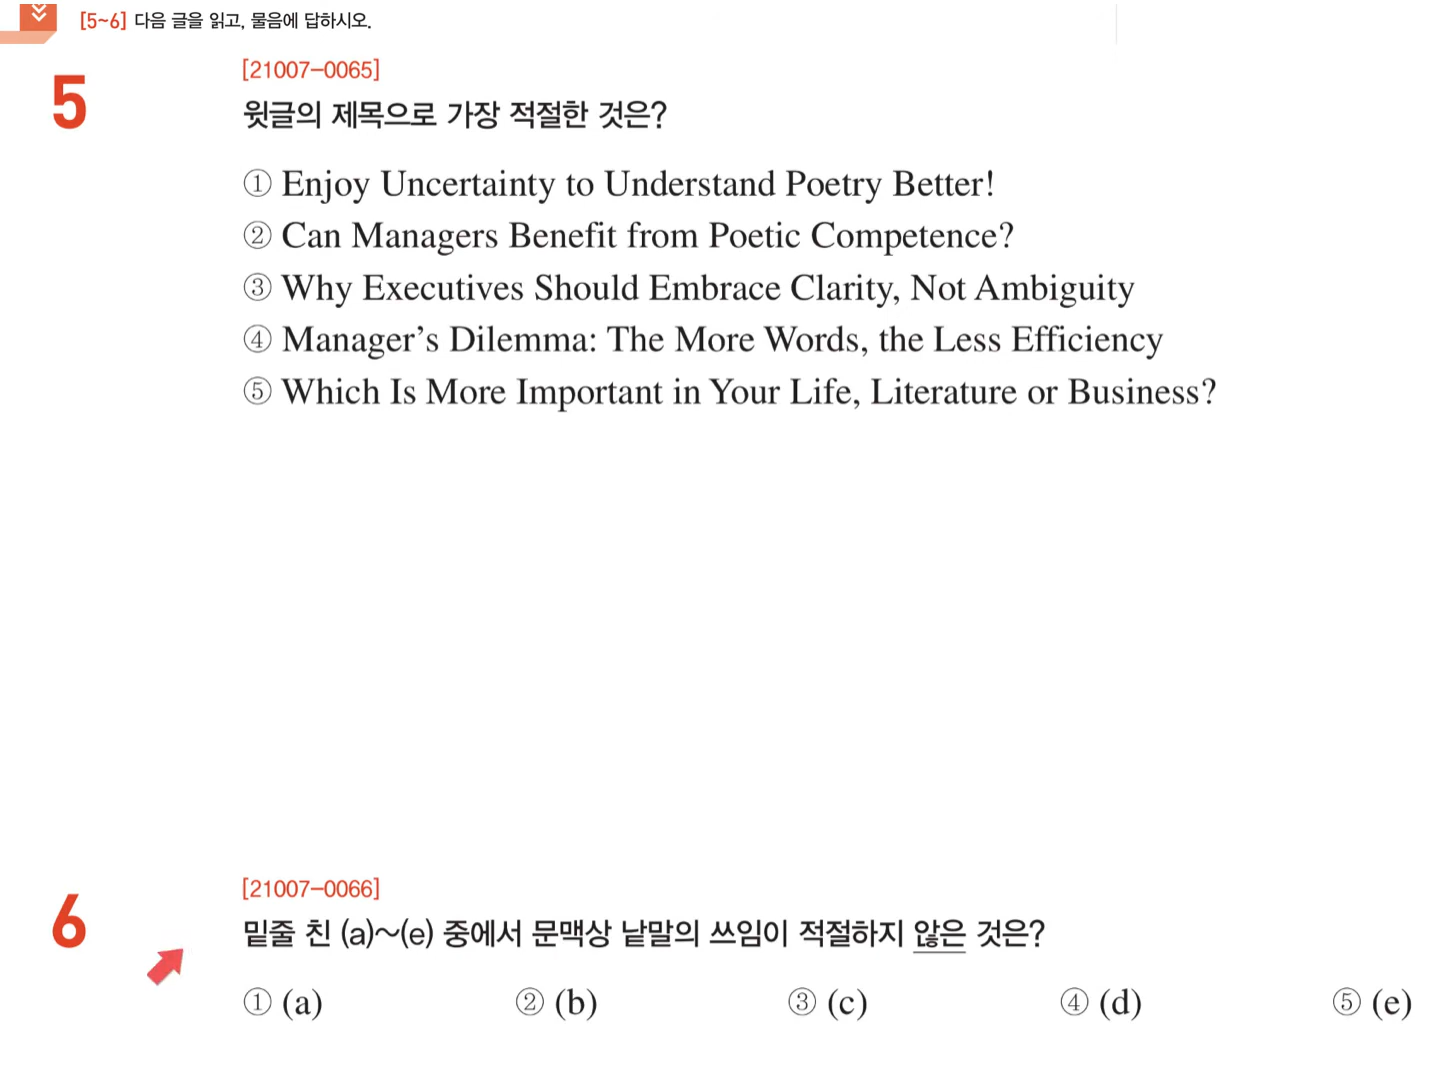 [5~6] 다음 글을 읽고, 물음에 답하시오.
5
[21007-0065]
윗글의 제목으로 가장 적절한 것은?
① Enjoy Uncertainty to Understand Poetry Better!
② Can Managers Benefit from Poetic Competence?
③ Why Executives Should Embrace Clarity, Not Ambiguity
④ Manager's Dilemma: The More Words, the Less Efficiency
⑤ Which Is More Important in Your Life, Literature or Business?
6
[21007-0066]
밑줄 친 (a)~(e) 중에서 문맥상 낱말의 쓰임이 적절하지 않은 것은?
① (a) ② (b) ③ (c) ④ (d) ⑤ (e)